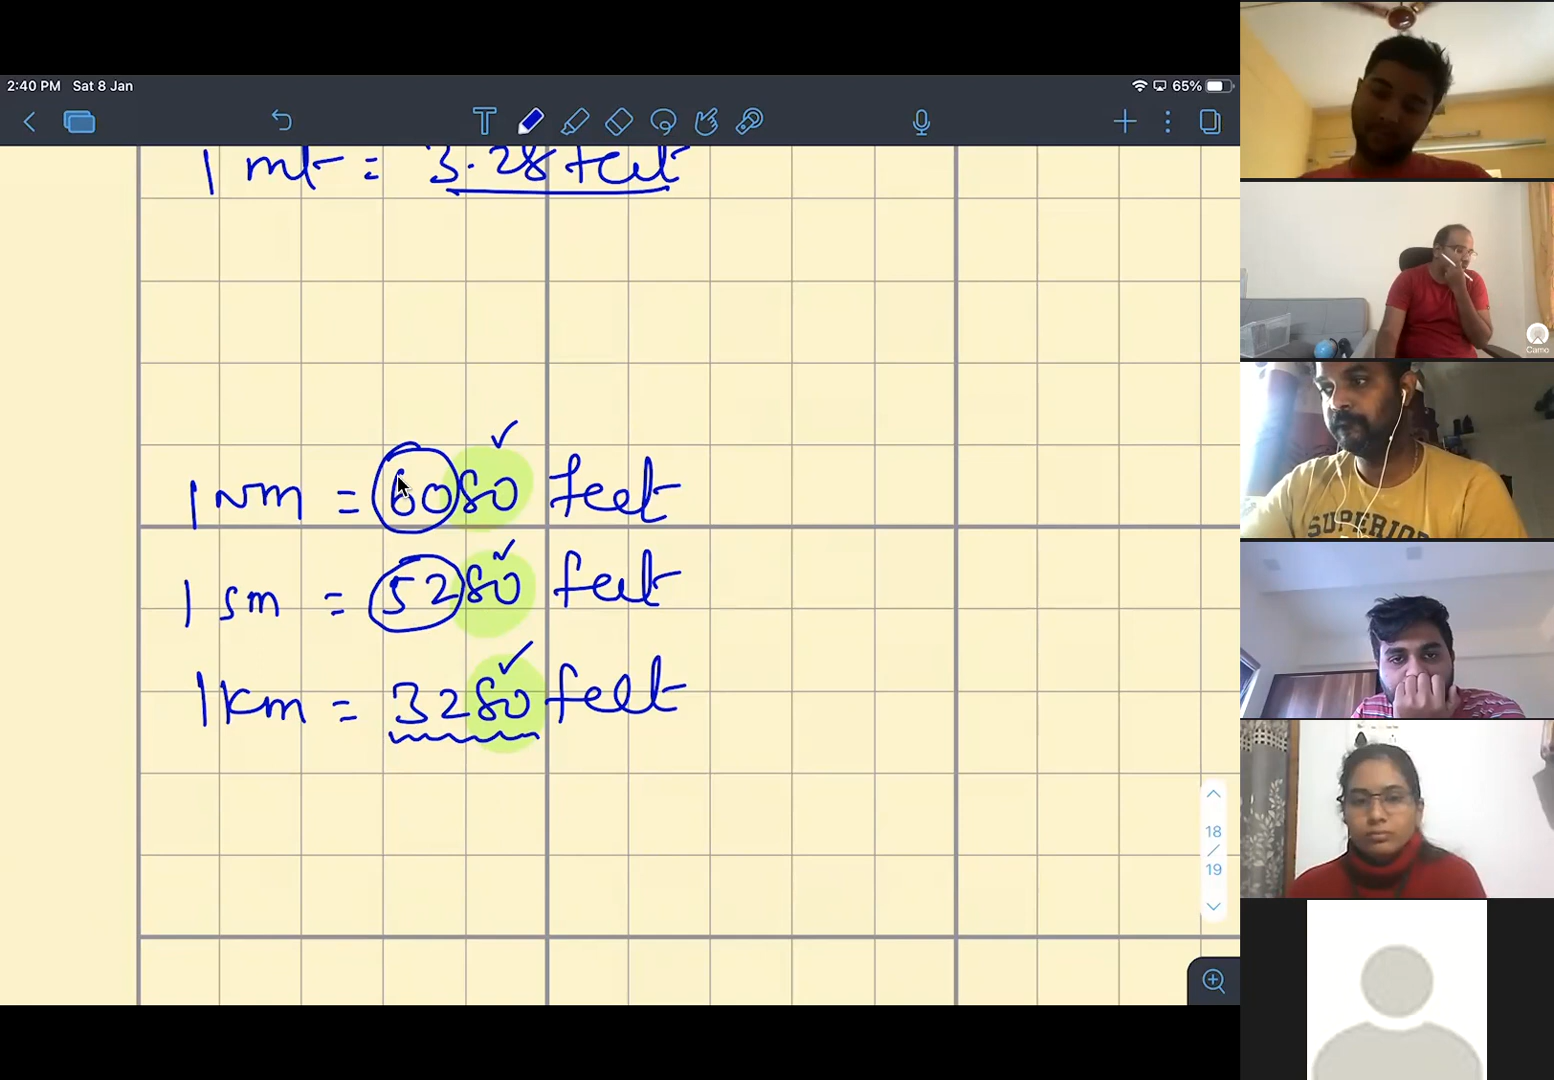 2:40 PM Sat 8 Jan
65%
1 mt = 3.28 feet
1 Nm = 6080 feet
1 sm = 5280 feet
1 km = 3280 feet
18
/
19
Camo
SUPERIOR